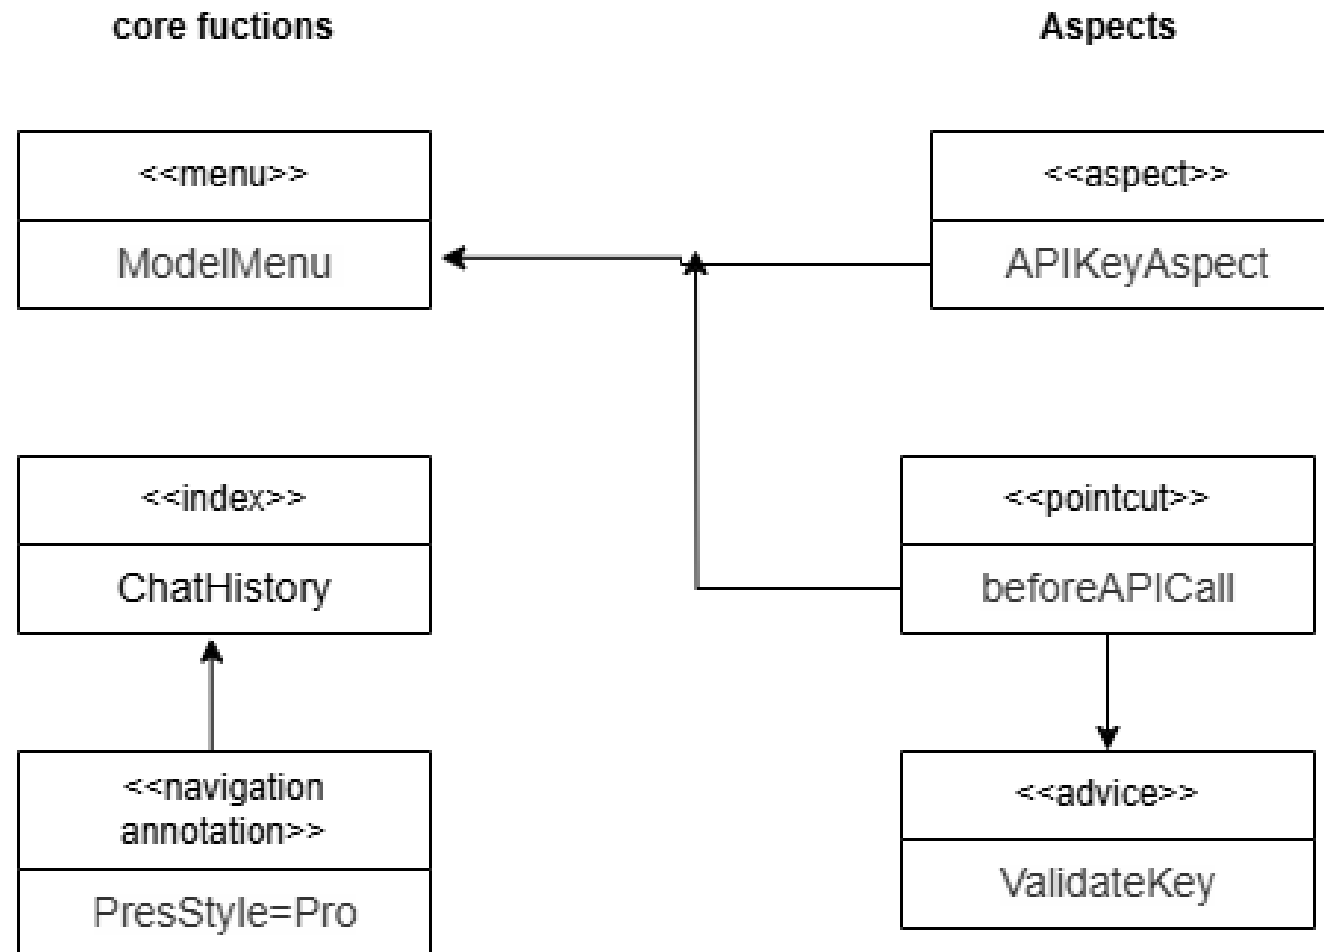 core fuctions
Aspects
<<menu>>
ModelMenu
<<aspect>>
APIKeyAspect
<<index>>
ChatHistory
<<pointcut>>
beforeAPICall
<<navigation
annotation>>
PresStyle=Pro
<<advice>>
ValidateKey